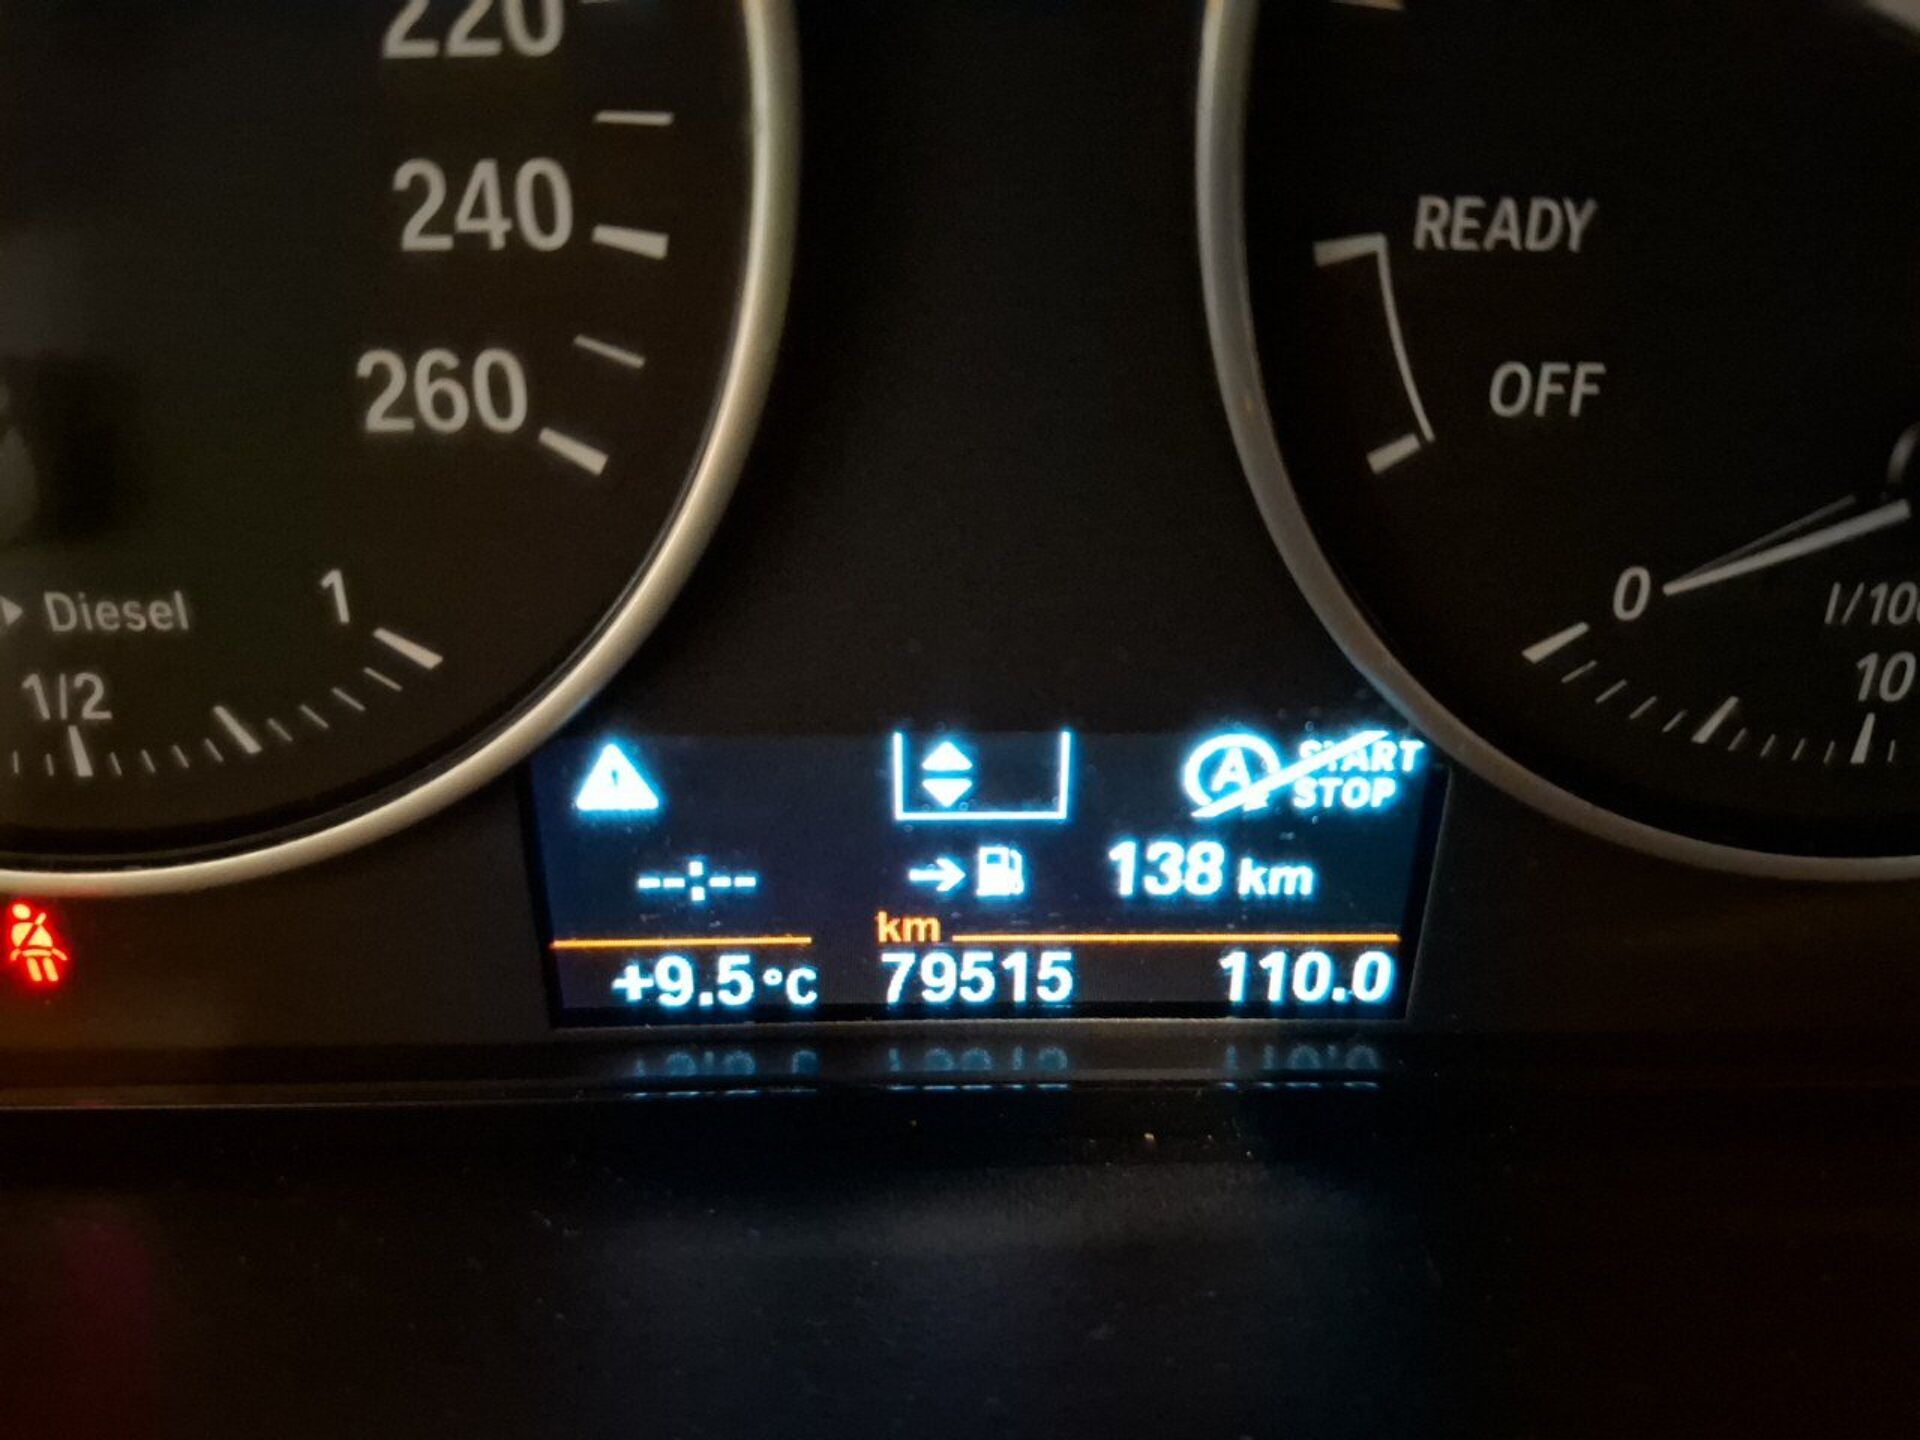 220
240
260
Diesel
1/2
1
READY
OFF
0
10
A START
STOP
--:--
138 km
km
+9.5 °C 79515 110.0